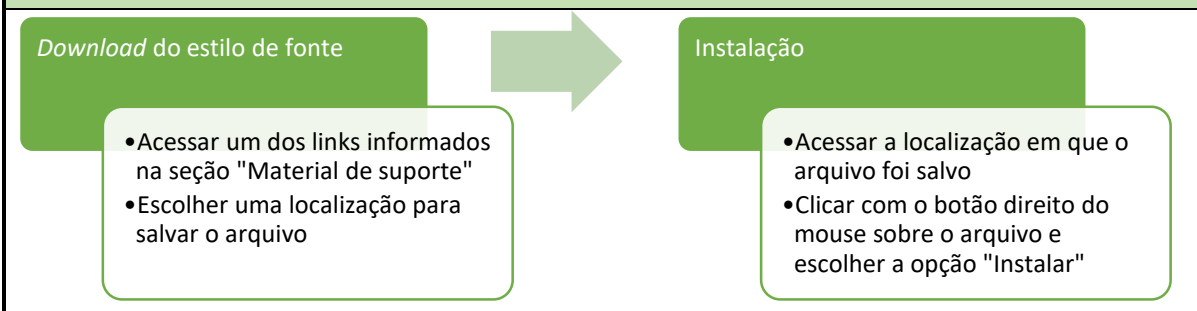 Download do estilo de fonte
•Acessar um dos links informados
na seção "Material de suporte"
•Escolher uma localização para
salvar o arquivo
Instalação
•Acessar a localização em que o
arquivo foi salvo
•Clicar com o botão direito do
mouse sobre o arquivo e
escolher a opção "Instalar"